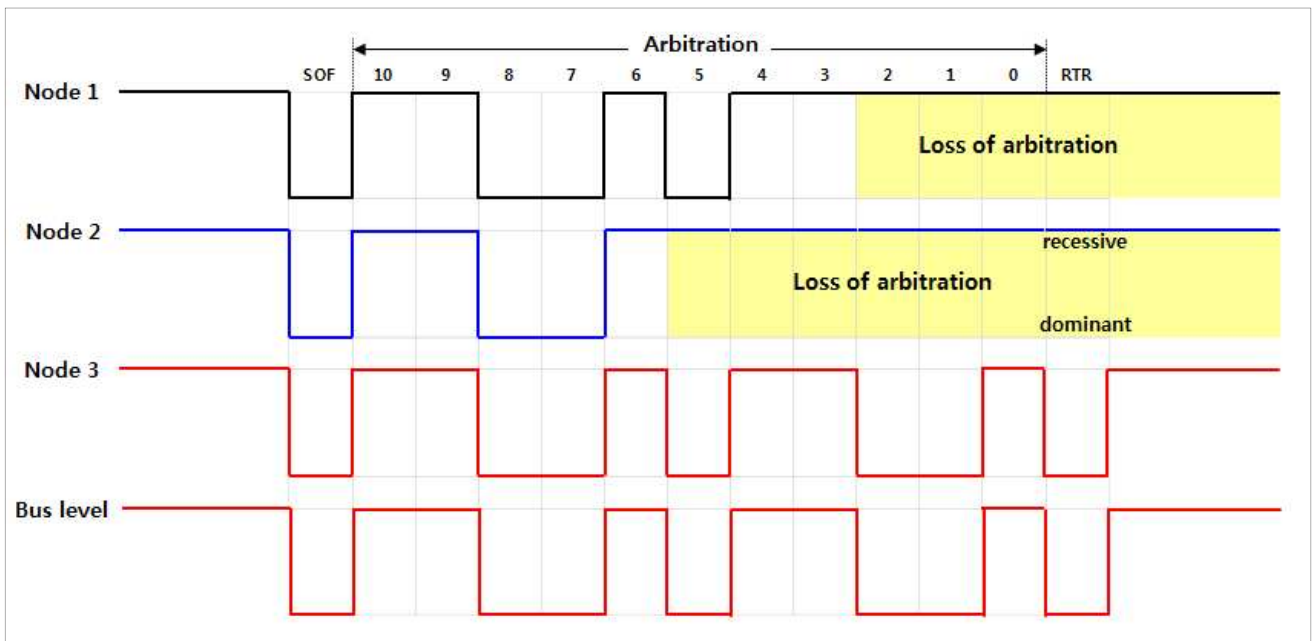 Arbitration
SOF 10 9 8 7 6 5 4 3 2 1 0 RTR
Node 1
Loss of arbitration
Node 2
recessive
Loss of arbitration
dominant
Node 3
Bus level